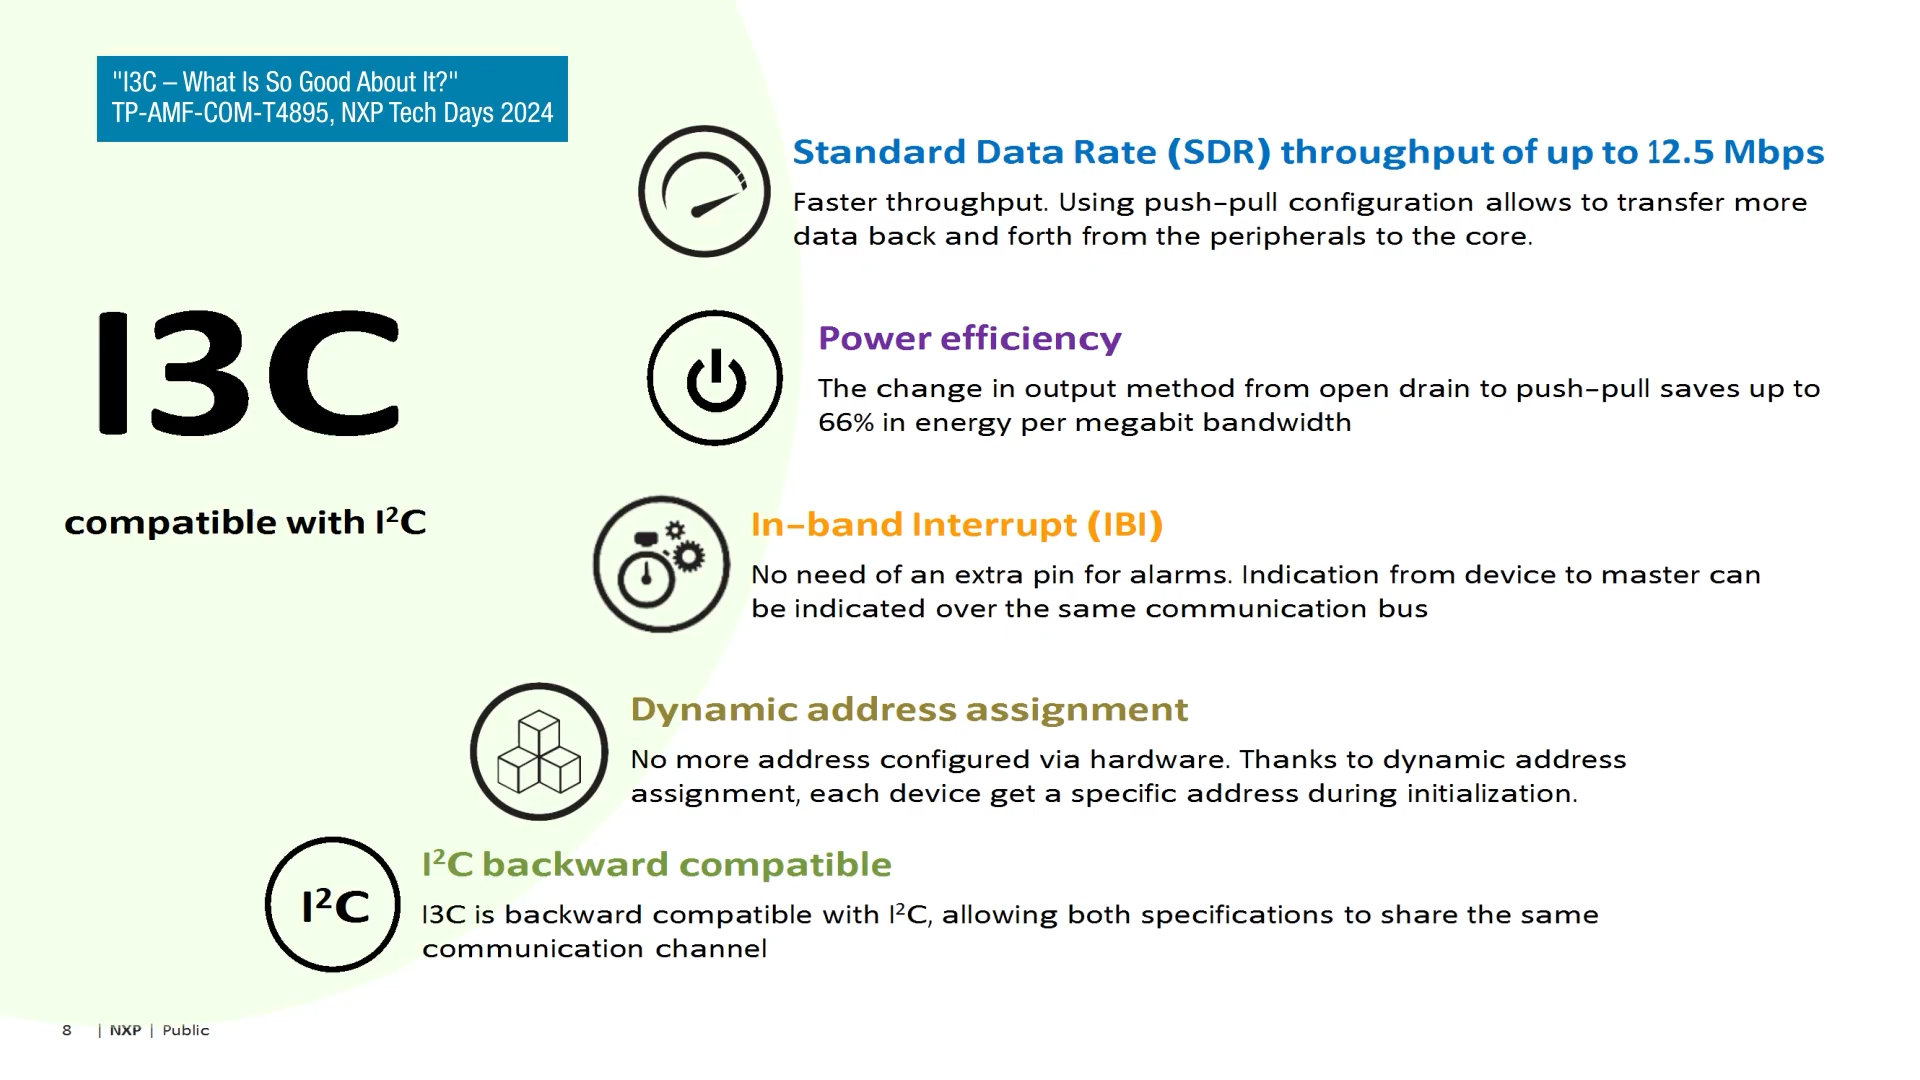 "I3C – What Is So Good About It?"
TP-AMF-COM-T4895, NXP Tech Days 2024
Standard Data Rate (SDR) throughput of up to 12.5 Mbps
Faster throughput. Using push-pull configuration allows to transfer more
data back and forth from the peripherals to the core.
I3C
compatible with I²C
Power efficiency
The change in output method from open drain to push-pull saves up to
66% in energy per megabit bandwidth
In-band Interrupt (IBI)
No need of an extra pin for alarms. Indication from device to master can
be indicated over the same communication bus
Dynamic address assignment
No more address configured via hardware. Thanks to dynamic address
assignment, each device get a specific address during initialization.
I²C
I²C backward compatible
I3C is backward compatible with I²C, allowing both specifications to share the same
communication channel
8 | NXP | Public